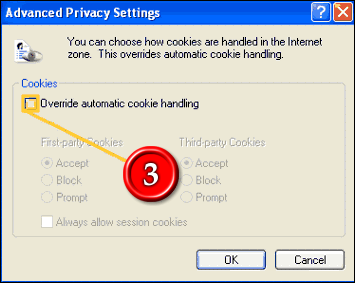 Advanced Privacy Settings
You can choose how cookies are handled in the Internet
zone. This overrides automatic cookie handling.
Cookies
Override automatic cookie handling
First-party Cookies Third-party Cookies
Accept Accept
Block Block
Prompt Prompt
3
Always allow session cookies
OK Cancel